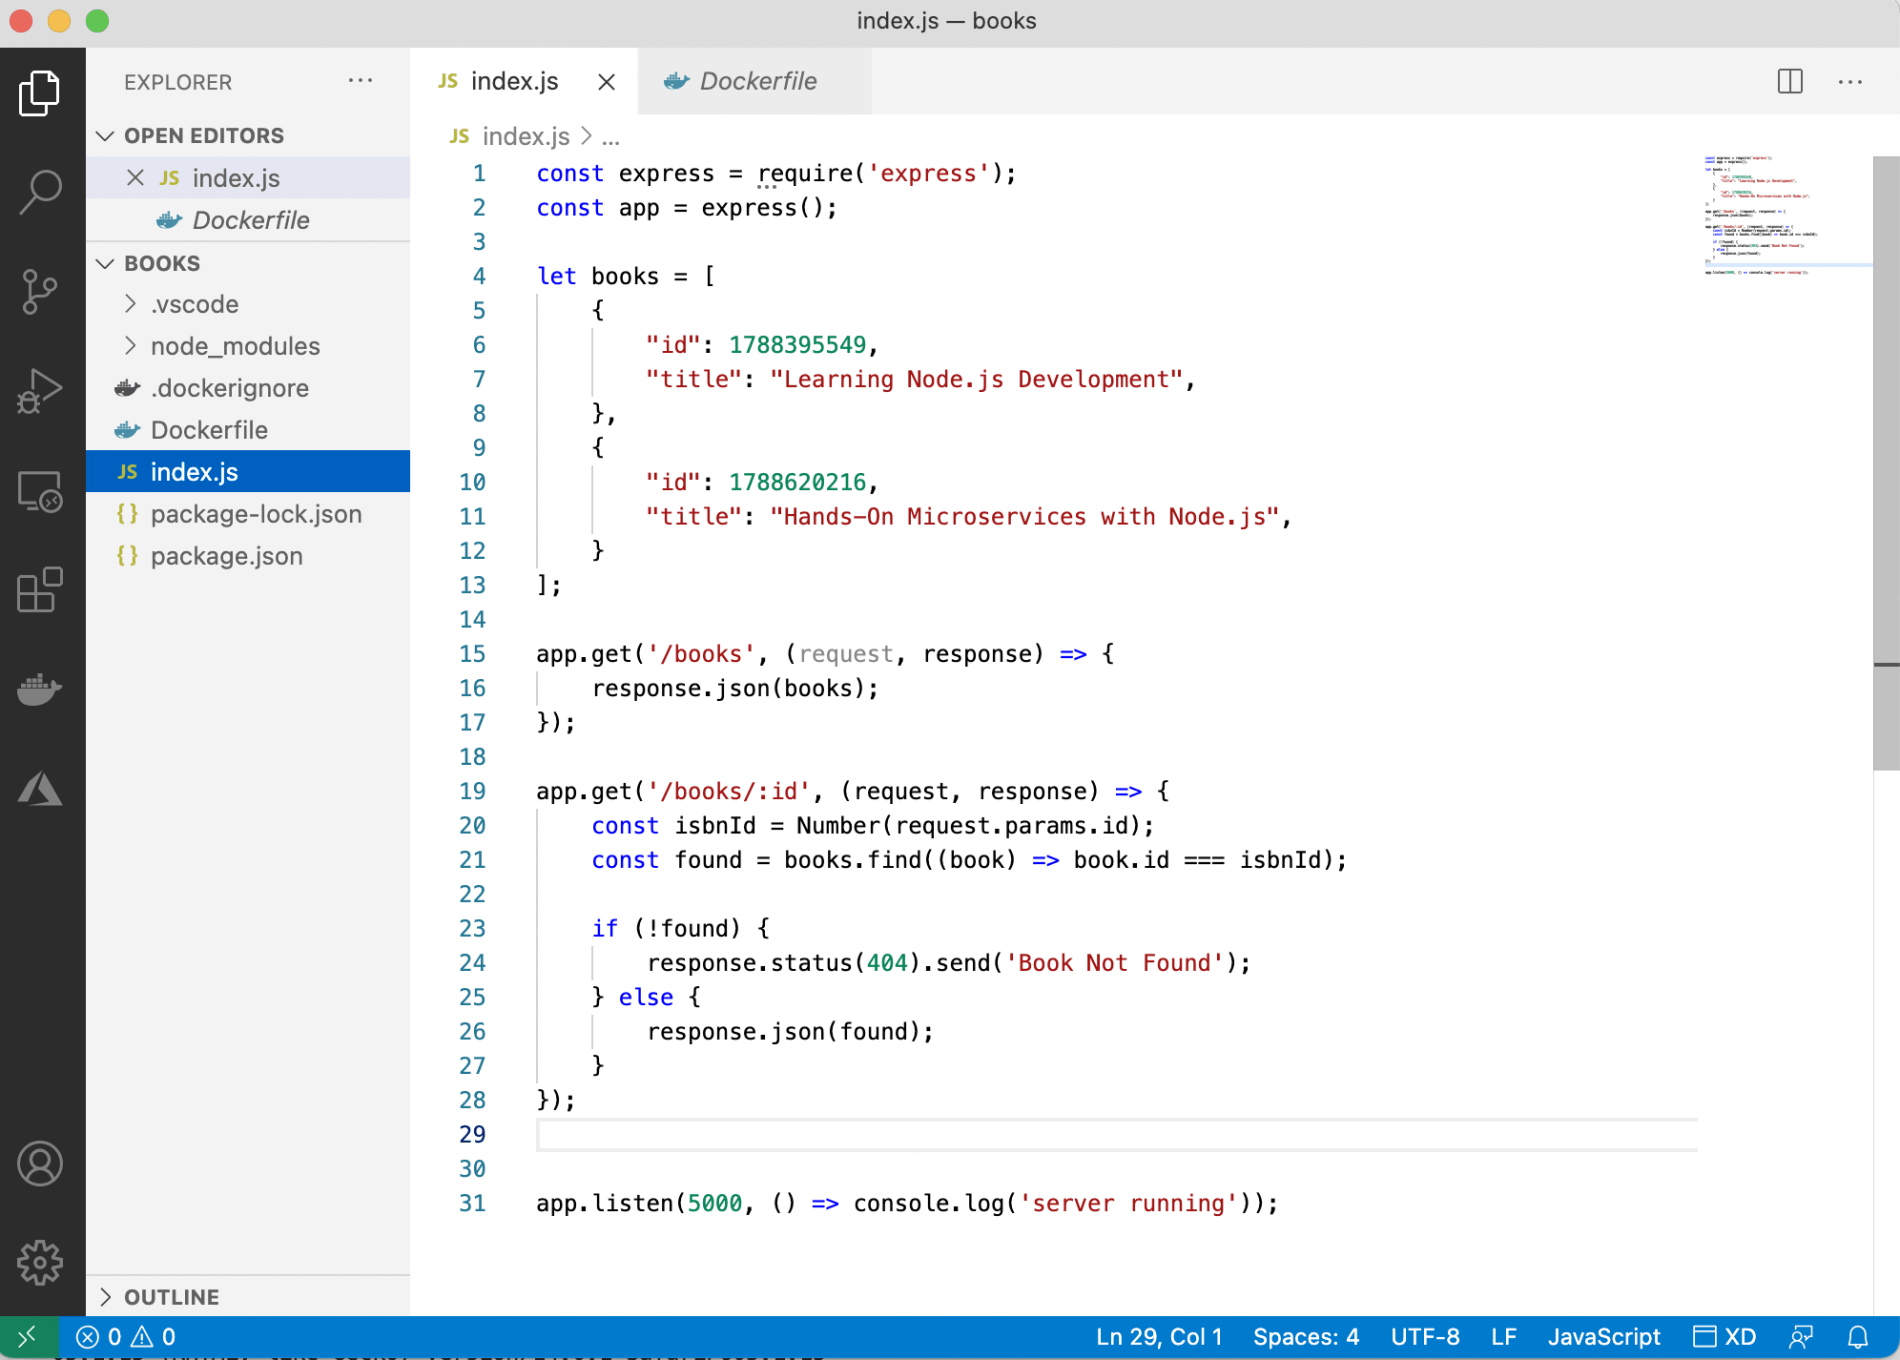 index.js — books
EXPLORER
JS index.js
Dockerfile
OPEN EDITORS
JS index.js
Dockerfile
BOOKS
.vscode
node_modules
.dockerignore
Dockerfile
JS index.js
{} package-lock.json
{} package.json
OUTLINE
JS index.js > ...
1 const express = require('express');
2 const app = express();
3
4 let books = [
5 {
6 "id": 1788395549,
7 "title": "Learning Node.js Development",
8 },
9 {
10 "id": 1788620216,
11 "title": "Hands-On Microservices with Node.js",
12 }
13 ];
14
15 app.get('/books', (request, response) => {
16 response.json(books);
17 });
18
19 app.get('/books/:id', (request, response) => {
20 const isbnId = Number(request.params.id);
21 const found = books.find((book) => book.id === isbnId);
22
23 if (!found) {
24 response.status(404).send('Book Not Found');
25 } else {
26 response.json(found);
27 }
28 });
29
30
31 app.listen(5000, () => console.log('server running'));
0 0 Ln 29, Col 1 Spaces: 4 UTF-8 LF JavaScript XD